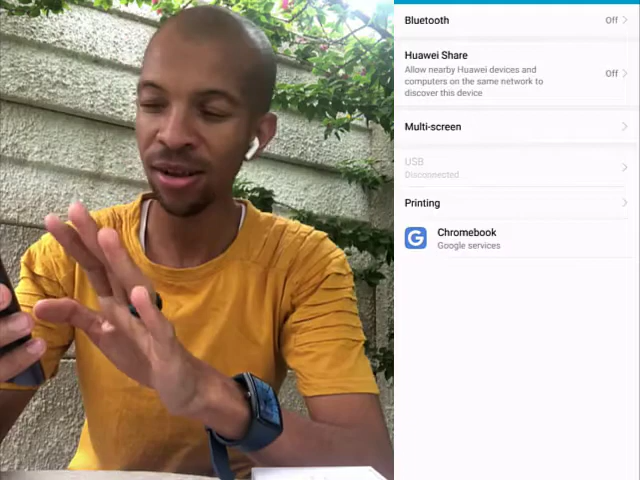 Bluetooth
Off
Huawei Share
Allow nearby Huawei devices and
computers on the same network to
discover this device
Off
Multi-screen
USB
Disconnected
Printing
Chromebook
Google services